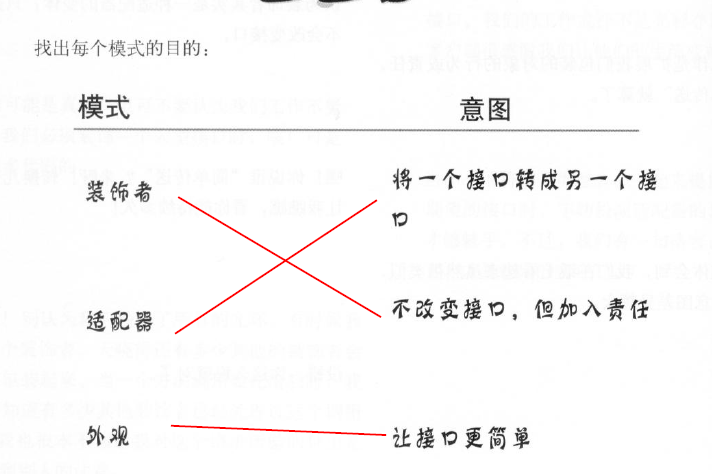 找出每个模式的目的：
模式 意图
装饰者 将一个接口转成另一个接
口
适配器 不改变接口，但加入责任
外观 让接口更简单